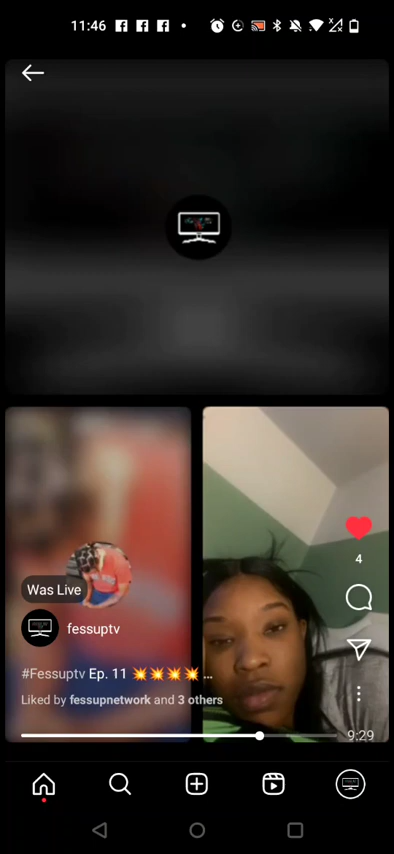 11:46
4
Was Live
fessuptv
#Fessuptv Ep. 11 💥💥💥💥 ...
Liked by fessupnetwork and 3 others
9:29